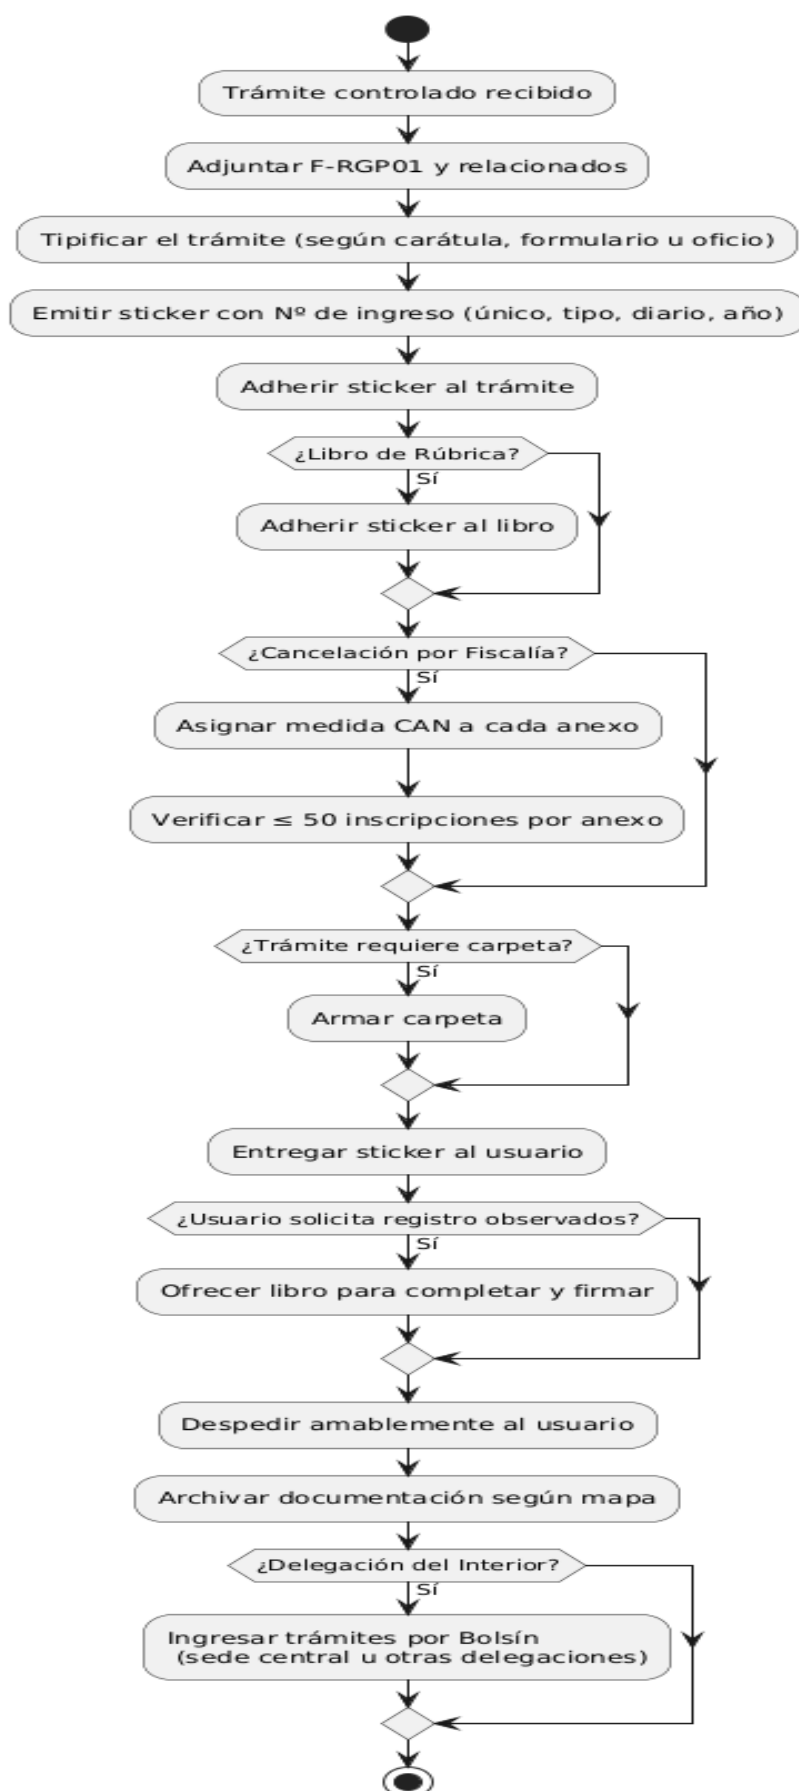 Trámite controlado recibido
Adjuntar F-RGP01 y relacionados
Tipificar el trámite (según carátula, formulario u oficio)
Emitir sticker con Nº de ingreso (único, tipo, diario, año)
Adherir sticker al trámite
¿Libro de Rúbrica?
Sí
Adherir sticker al libro
¿Cancelación por Fiscalía?
Sí
Asignar medida CAN a cada anexo
Verificar ≤ 50 inscripciones por anexo
¿Trámite requiere carpeta?
Sí
Armar carpeta
Entregar sticker al usuario
¿Usuario solicita registro observados?
Sí
Ofrecer libro para completar y firmar
Despedir amablemente al usuario
Archivar documentación según mapa
¿Delegación del Interior?
Sí
Ingresar trámites por Bolsín
(sede central u otras delegaciones)